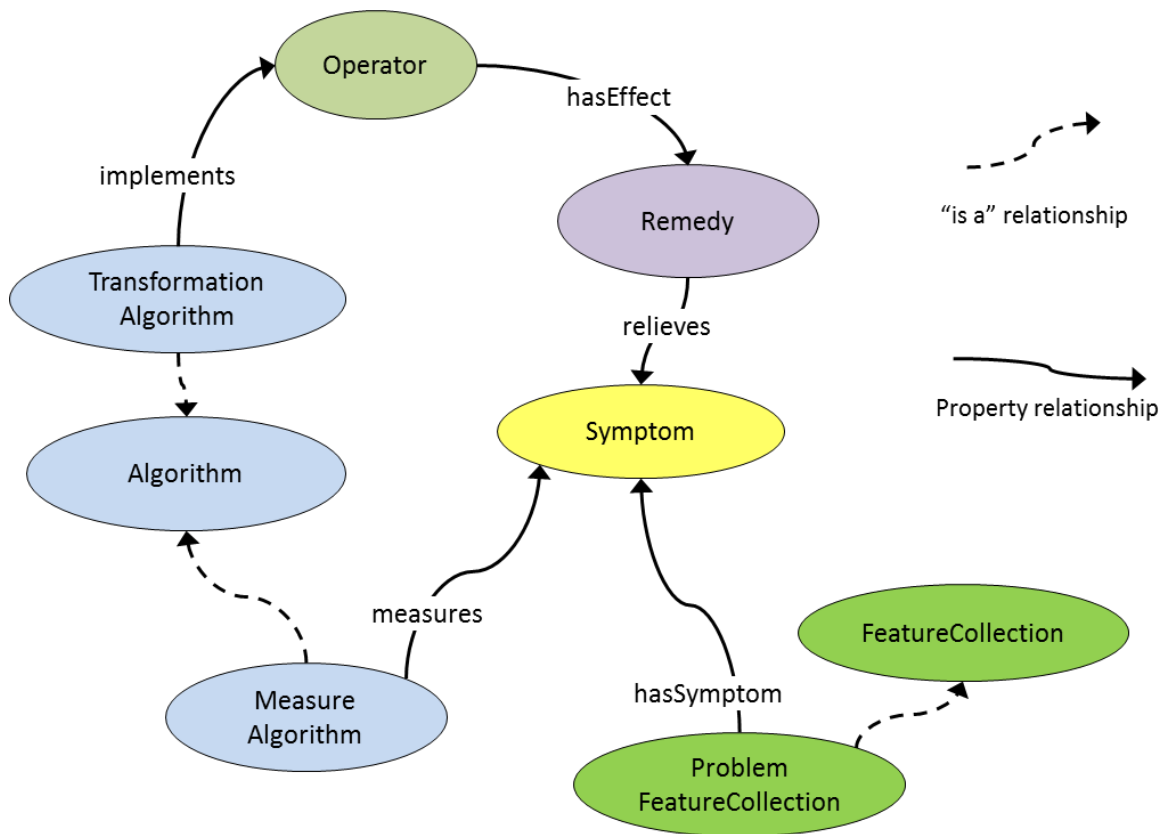 Operator
hasEffect
implements
Remedy
“is a” relationship
Transformation
Algorithm
relieves
Property relationship
Symptom
Algorithm
measures
FeatureCollection
Measure
Algorithm
hasSymptom
Problem
FeatureCollection